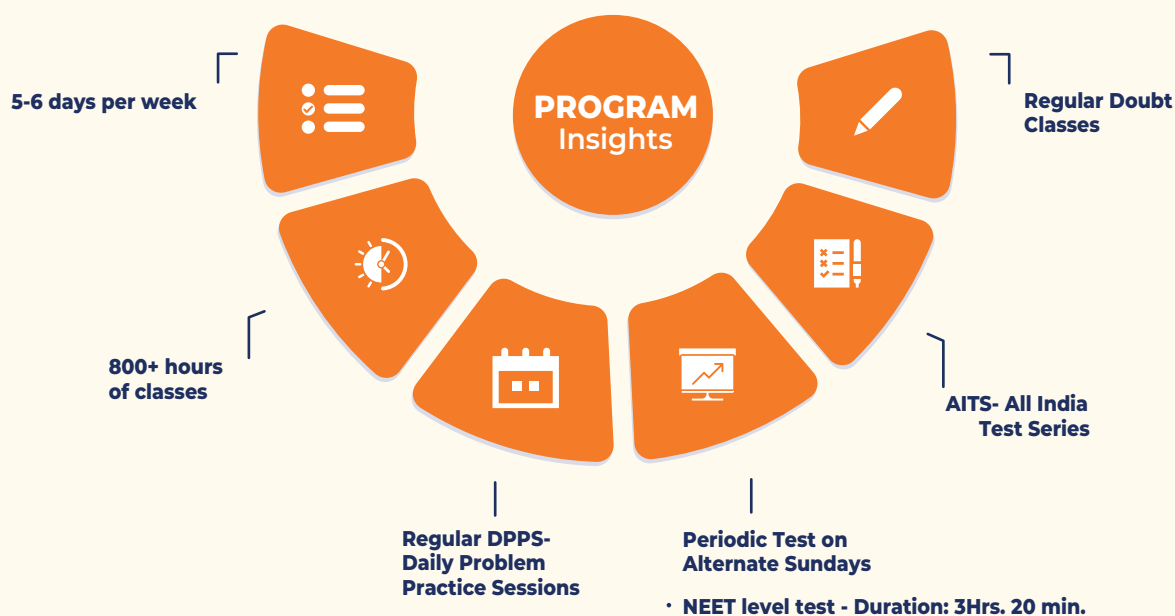 PROGRAM
Insights
5-6 days per week
800+ hours
of classes
Regular DPPS-
Daily Problem
Practice Sessions
Periodic Test on
Alternate Sundays
· NEET level test - Duration: 3Hrs. 20 min.
AITS- All India
Test Series
Regular Doubt
Classes